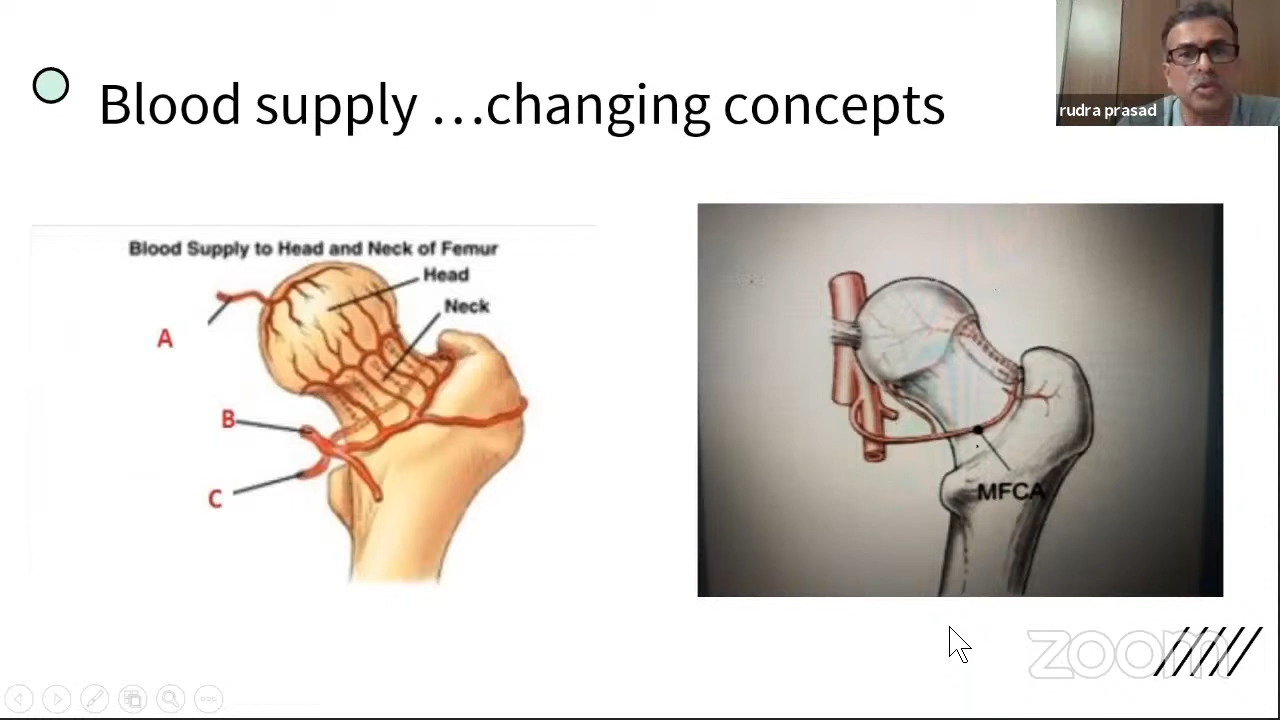 Blood supply ...changing concepts
rudra prasad
Blood Supply to Head and Neck of Femur
Head
Neck
A
B
C
MFCA
zoom